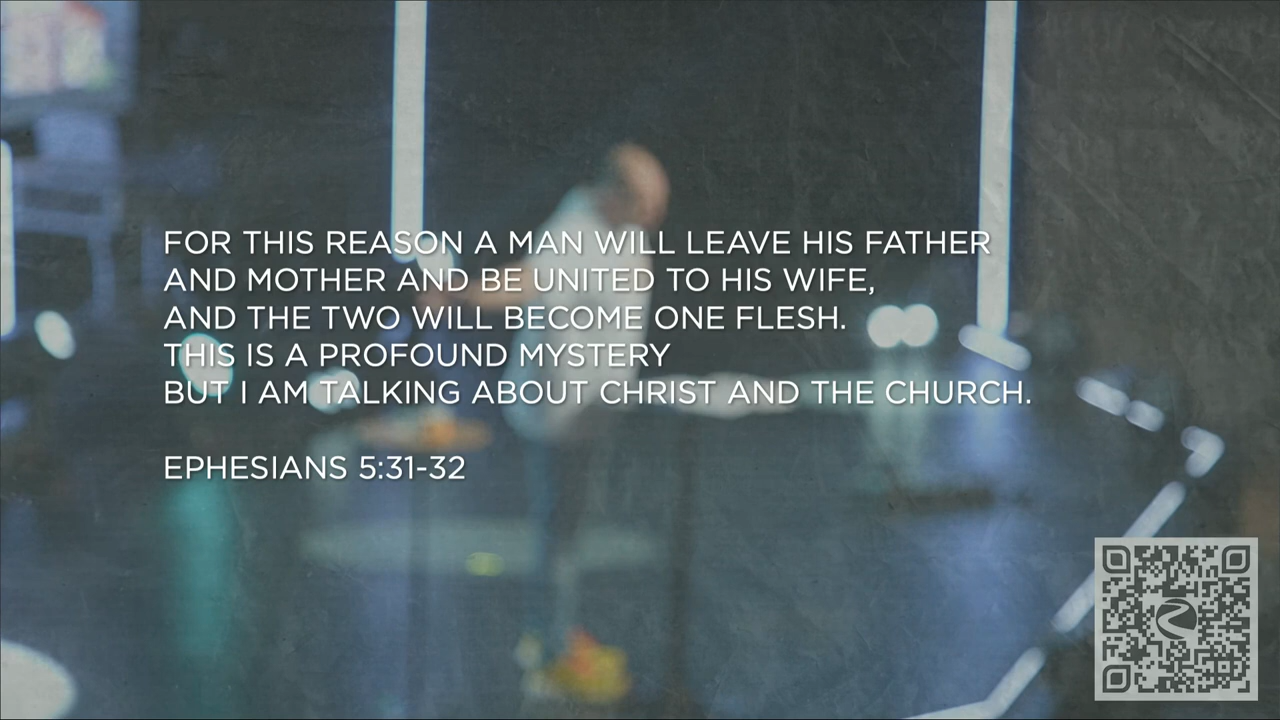 FOR THIS REASON A MAN WILL LEAVE HIS FATHER
AND MOTHER AND BE UNITED TO HIS WIFE,
AND THE TWO WILL BECOME ONE FLESH.
THIS IS A PROFOUND MYSTERY
BUT I AM TALKING ABOUT CHRIST AND THE CHURCH.
EPHESIANS 5:31-32